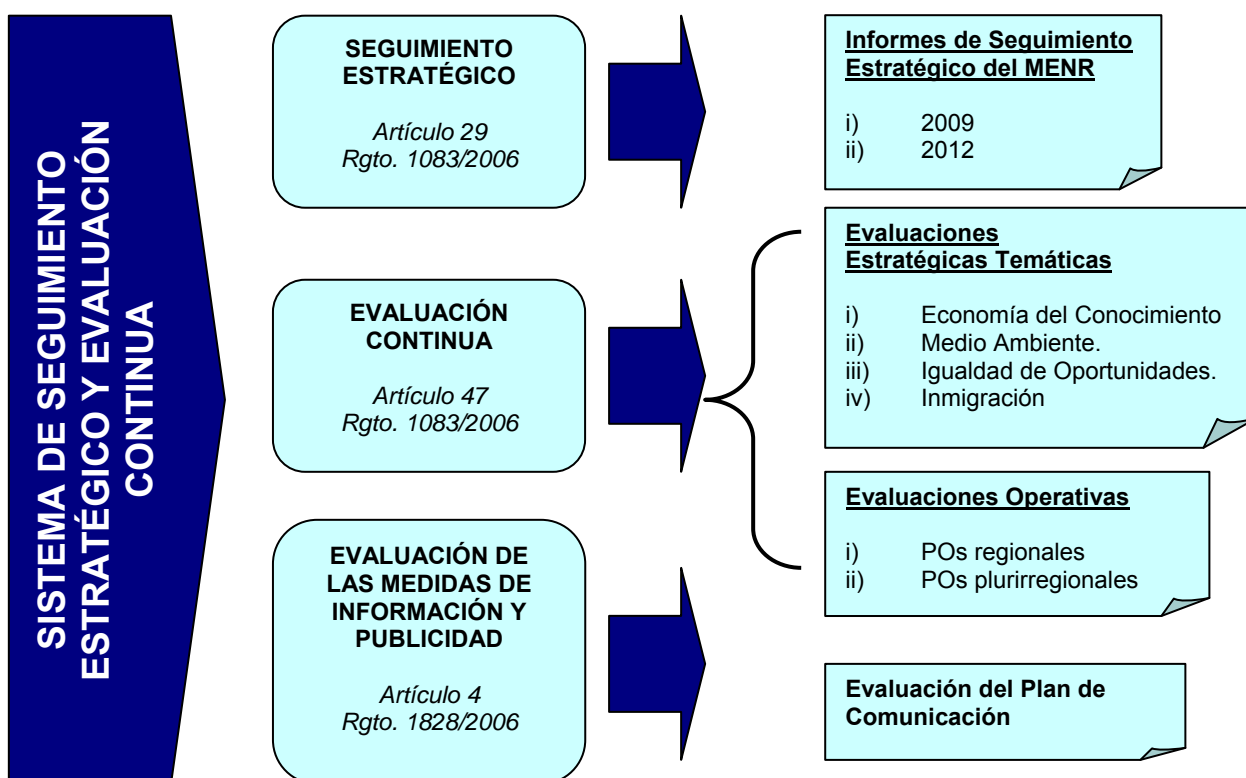 SISTEMA DE SEGUIMIENTO
ESTRATÉGICO Y EVALUACIÓN
CONTINUA
SEGUIMIENTO
ESTRATÉGICO
Artículo 29
Rgto. 1083/2006
Informes de Seguimiento
Estratégico del MENR
i) 2009
ii) 2012
EVALUACIÓN
CONTINUA
Artículo 47
Rgto. 1083/2006
Evaluaciones
Estratégicas Temáticas
i) Economía del Conocimiento
ii) Medio Ambiente.
iii) Igualdad de Oportunidades.
iv) Inmigración
Evaluaciones Operativas
i) POs regionales
ii) POs plurirregionales
EVALUACIÓN DE
LAS MEDIDAS DE
INFORMACIÓN Y
PUBLICIDAD
Artículo 4
Rgto. 1828/2006
Evaluación del Plan de
Comunicación